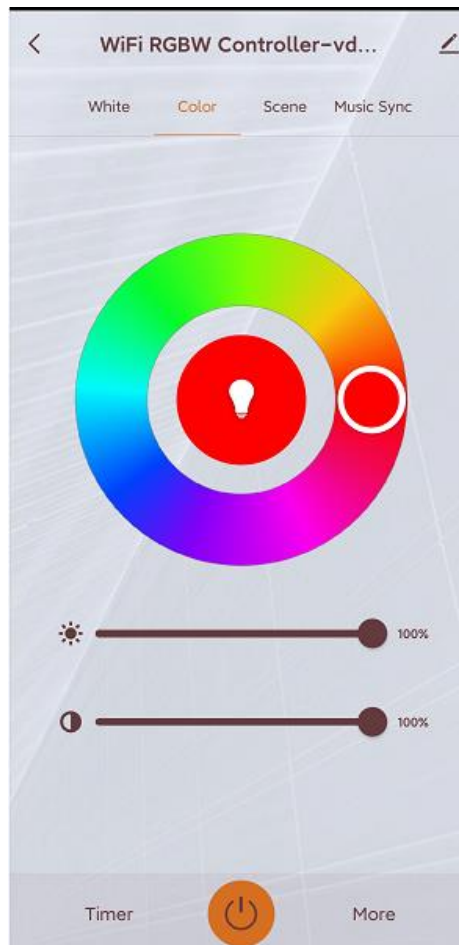 WiFi RGBW Controller-vd...
White Color Scene Music Sync
100%
100%
Timer More